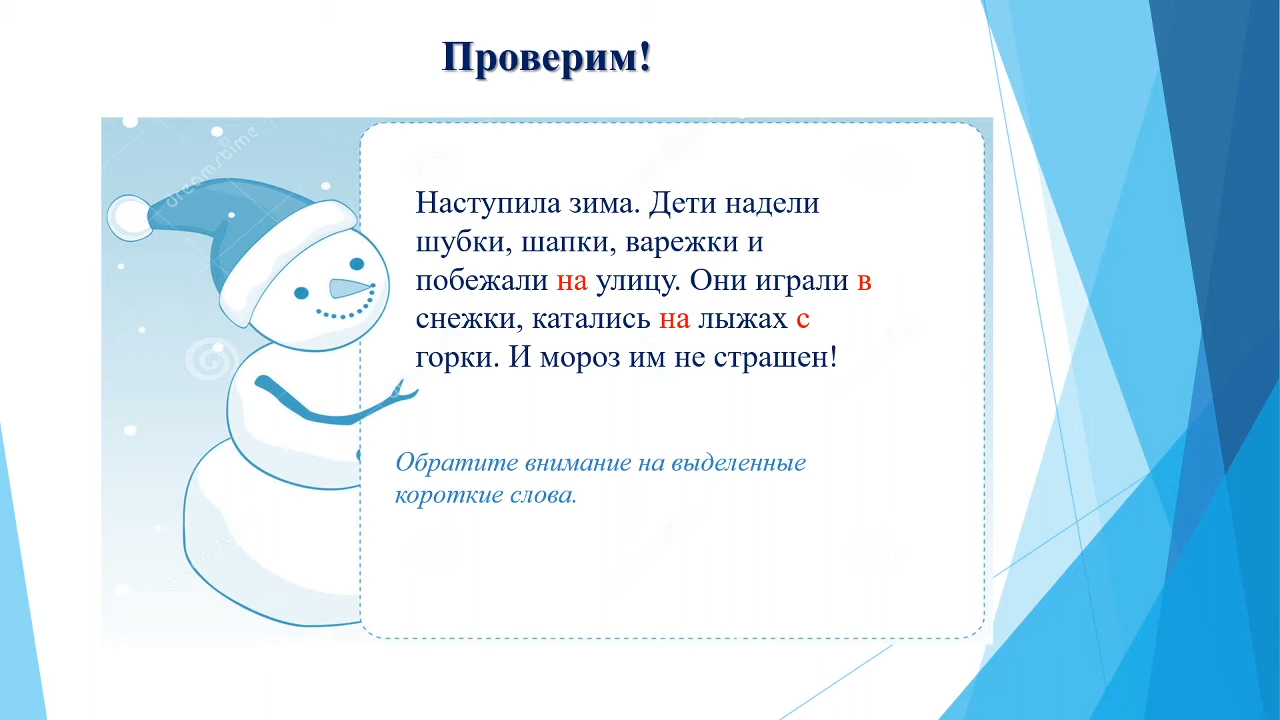 Проверим!
dreamstime
Наступила зима. Дети надели
шубки, шапки, варежки и
побежали на улицу. Они играли в
снежки, катались на лыжах с
горки. И мороз им не страшен!
Обратите внимание на выделенные
короткие слова.